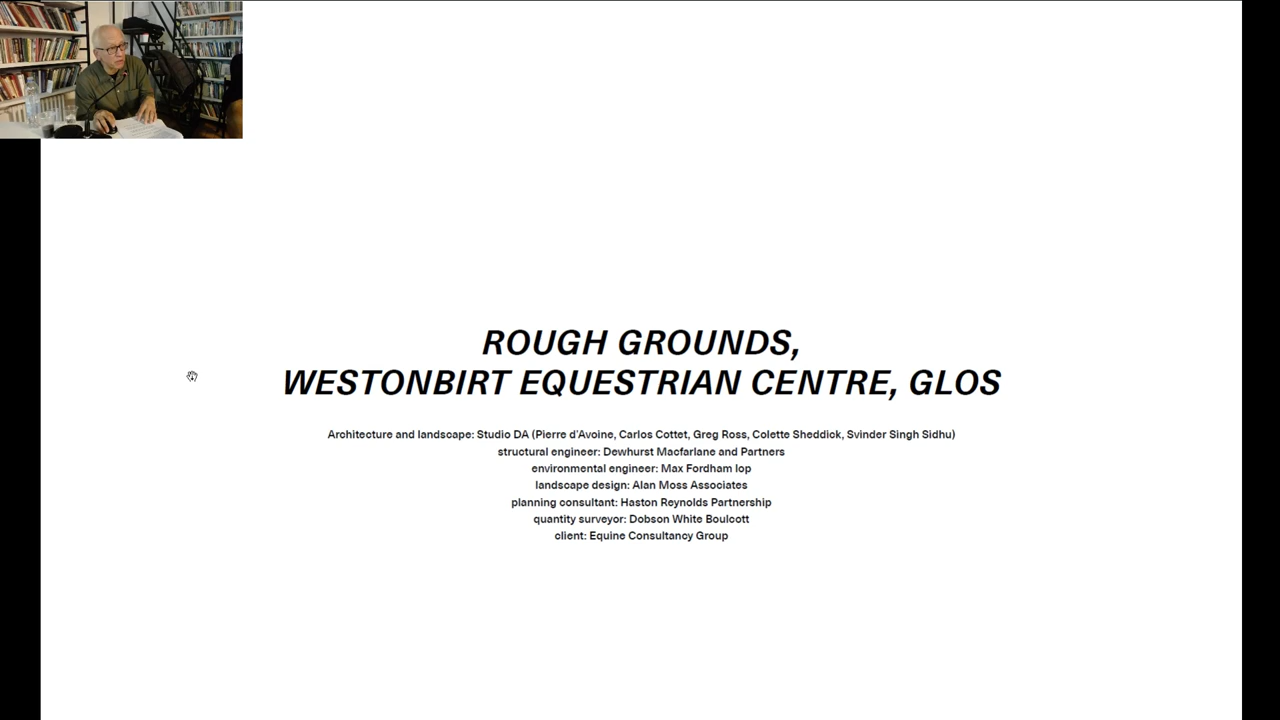 ROUGH GROUNDS,
WESTONBIRT EQUESTRIAN CENTRE, GLOS
Architecture and landscape: Studio DA (Pierre d'Avoine, Carlos Cottet, Greg Ross, Colette Sheddick, Svinder Singh Sidhu)
structural engineer: Dewhurst Macfarlane and Partners
environmental engineer: Max Fordham lop
landscape design: Alan Moss Associates
planning consultant: Haston Reynolds Partnership
quantity surveyor: Dobson White Boulcott
client: Equine Consultancy Group